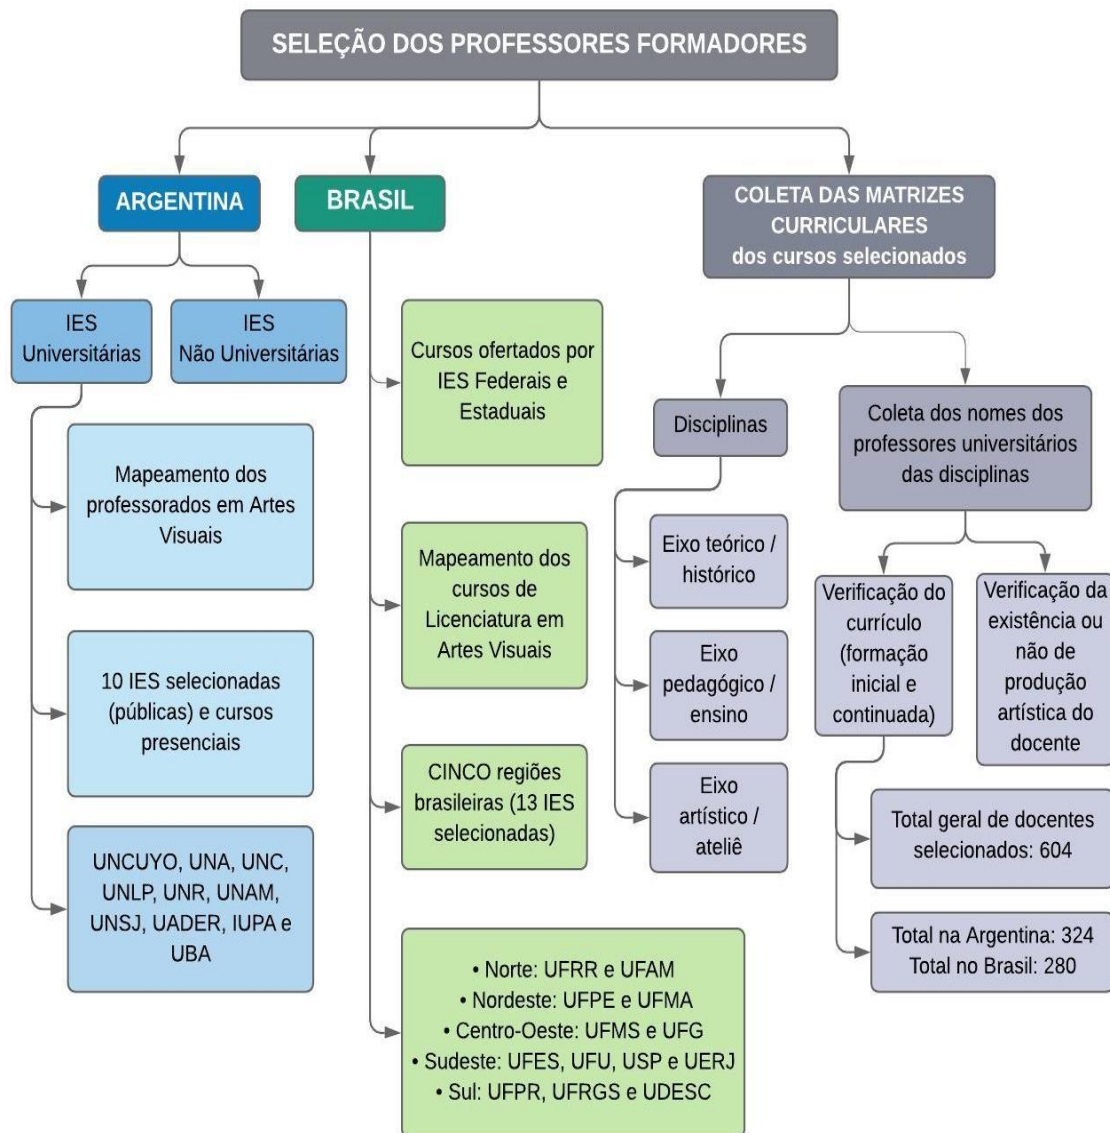 SELEÇÃO DOS PROFESSORES FORMADORES
ARGENTINA
IES
Universitárias
IES
Não Universitárias
Mapeamento dos
professorados em Artes
Visuais
10 IES selecionadas
(públicas) e cursos
presenciais
UNCUYO, UNA, UNC,
UNLP, UNR, UNAM,
UNSJ, UADER, IUPA e
UBA
BRASIL
Cursos ofertados por
IES Federais e
Estaduais
Mapeamento dos
cursos de
Licenciatura em
Artes Visuais
CINCO regiões
brasileiras (13 IES
selecionadas)
• Norte: UFRR e UFAM
• Nordeste: UFPE e UFMA
• Centro-Oeste: UFMS e UFG
• Sudeste: UFES, UFU, USP e UERJ
• Sul: UFPR, UFRGS e UDESC
COLETA DAS MATRIZES
CURRICULARES
dos cursos selecionados
Disciplinas
Eixo teórico /
histórico
Eixo
pedagógico /
ensino
Eixo
artístico /
ateliê
Coleta dos nomes dos
professores universitários
das disciplinas
Verificação do
currículo
(formação
inicial e
continuada)
Verificação da
existência ou
não de
produção
artística do
docente
Total geral de docentes
selecionados: 604
Total na Argentina: 324
Total no Brasil: 280